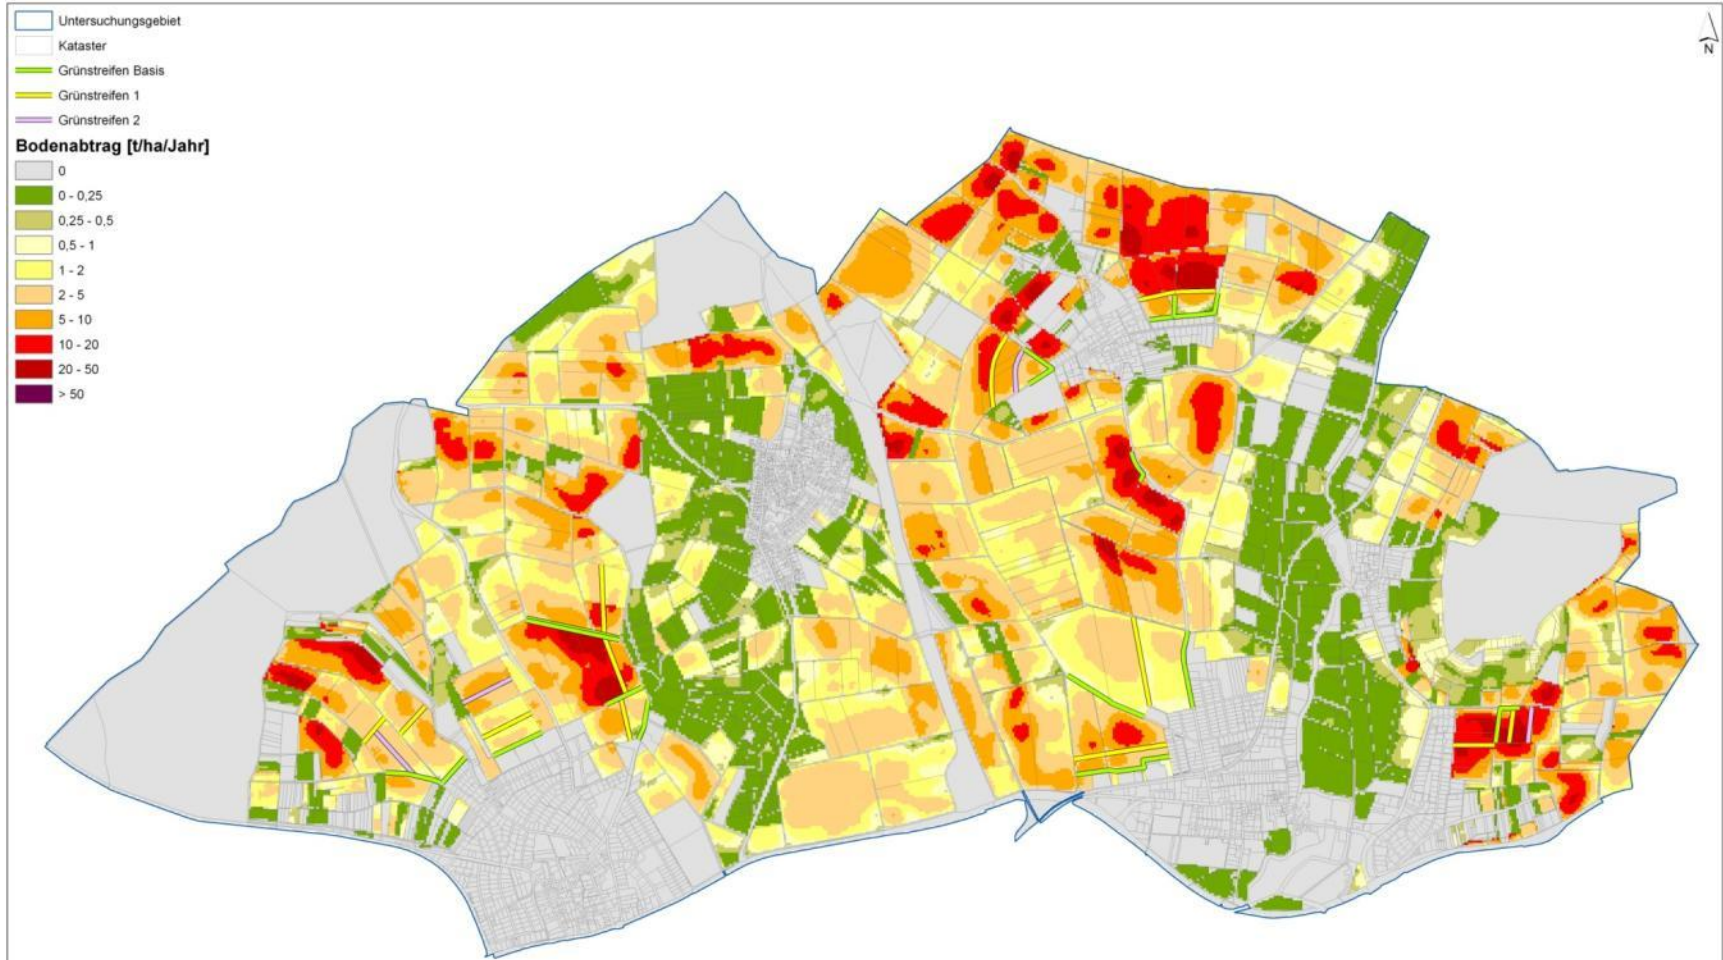 Untersuchungsgebiet
Kataster
Grünstreifen Basis
Grünstreifen 1
Grünstreifen 2
Bodenabtrag [t/ha/Jahr]
0
0 - 0,25
0,25 - 0,5
0,5 - 1
1 - 2
2 - 5
5 - 10
10 - 20
20 - 50
> 50
N